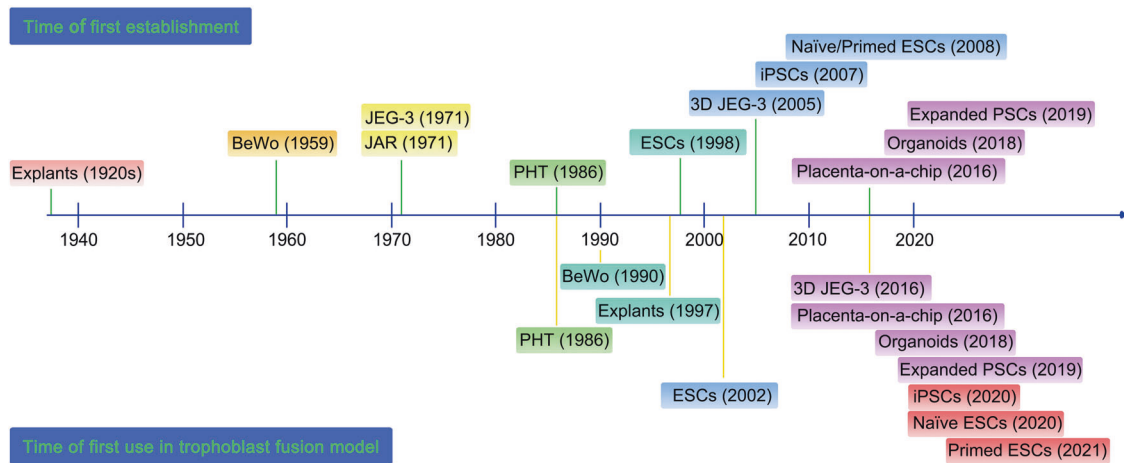 Time of first establishment
Naïve/Primed ESCs (2008)
iPSCs (2007)
3D JEG-3 (2005)
JEG-3 (1971)
Expanded PSCs (2019)
BeWo (1959)
JAR (1971)
ESCs (1998)
Organoids (2018)
Explants (1920s)
PHT (1986)
Placenta-on-a-chip (2016)
1940
1950
1960
1970
1980
1990
2000
2010
2020
BeWo (1990)
3D JEG-3 (2016)
Explants (1997)
Placenta-on-a-chip (2016)
PHT (1986)
Organoids (2018)
Expanded PSCs (2019)
ESCs (2002)
iPSCs (2020)
Naïve ESCs (2020)
Time of first use in trophoblast fusion model
Primed ESCs (2021)